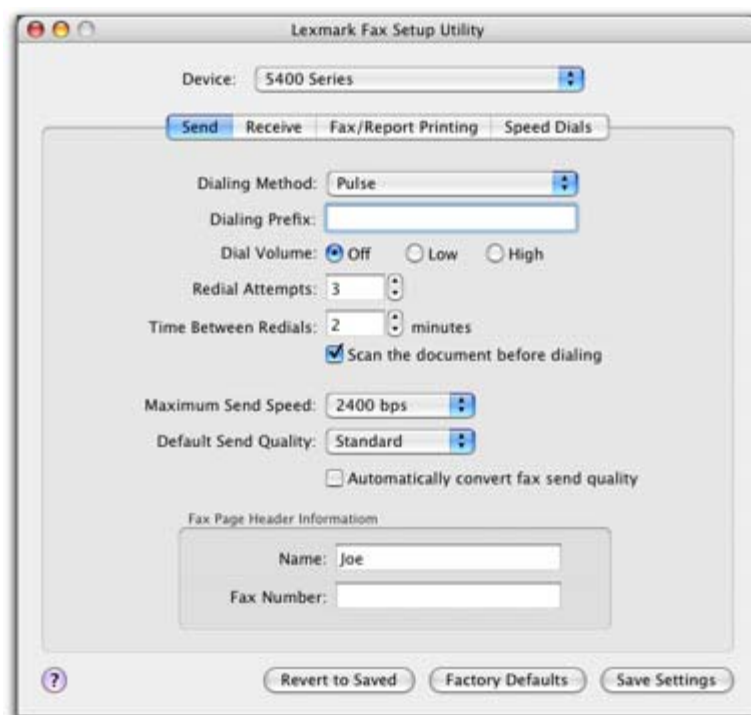 Lexmark Fax Setup Utility
Device: 5400 Series
Send Receive Fax/Report Printing Speed Dials
Dialing Method: Pulse
Dialing Prefix:
Dial Volume: Off Low High
Redial Attempts: 3
Time Between Redials: 2 minutes
Scan the document before dialing
Maximum Send Speed: 2400 bps
Default Send Quality: Standard
Automatically convert fax send quality
Fax Page Header Informatiom
Name: Joe
Fax Number:
? Revert to Saved Factory Defaults Save Settings